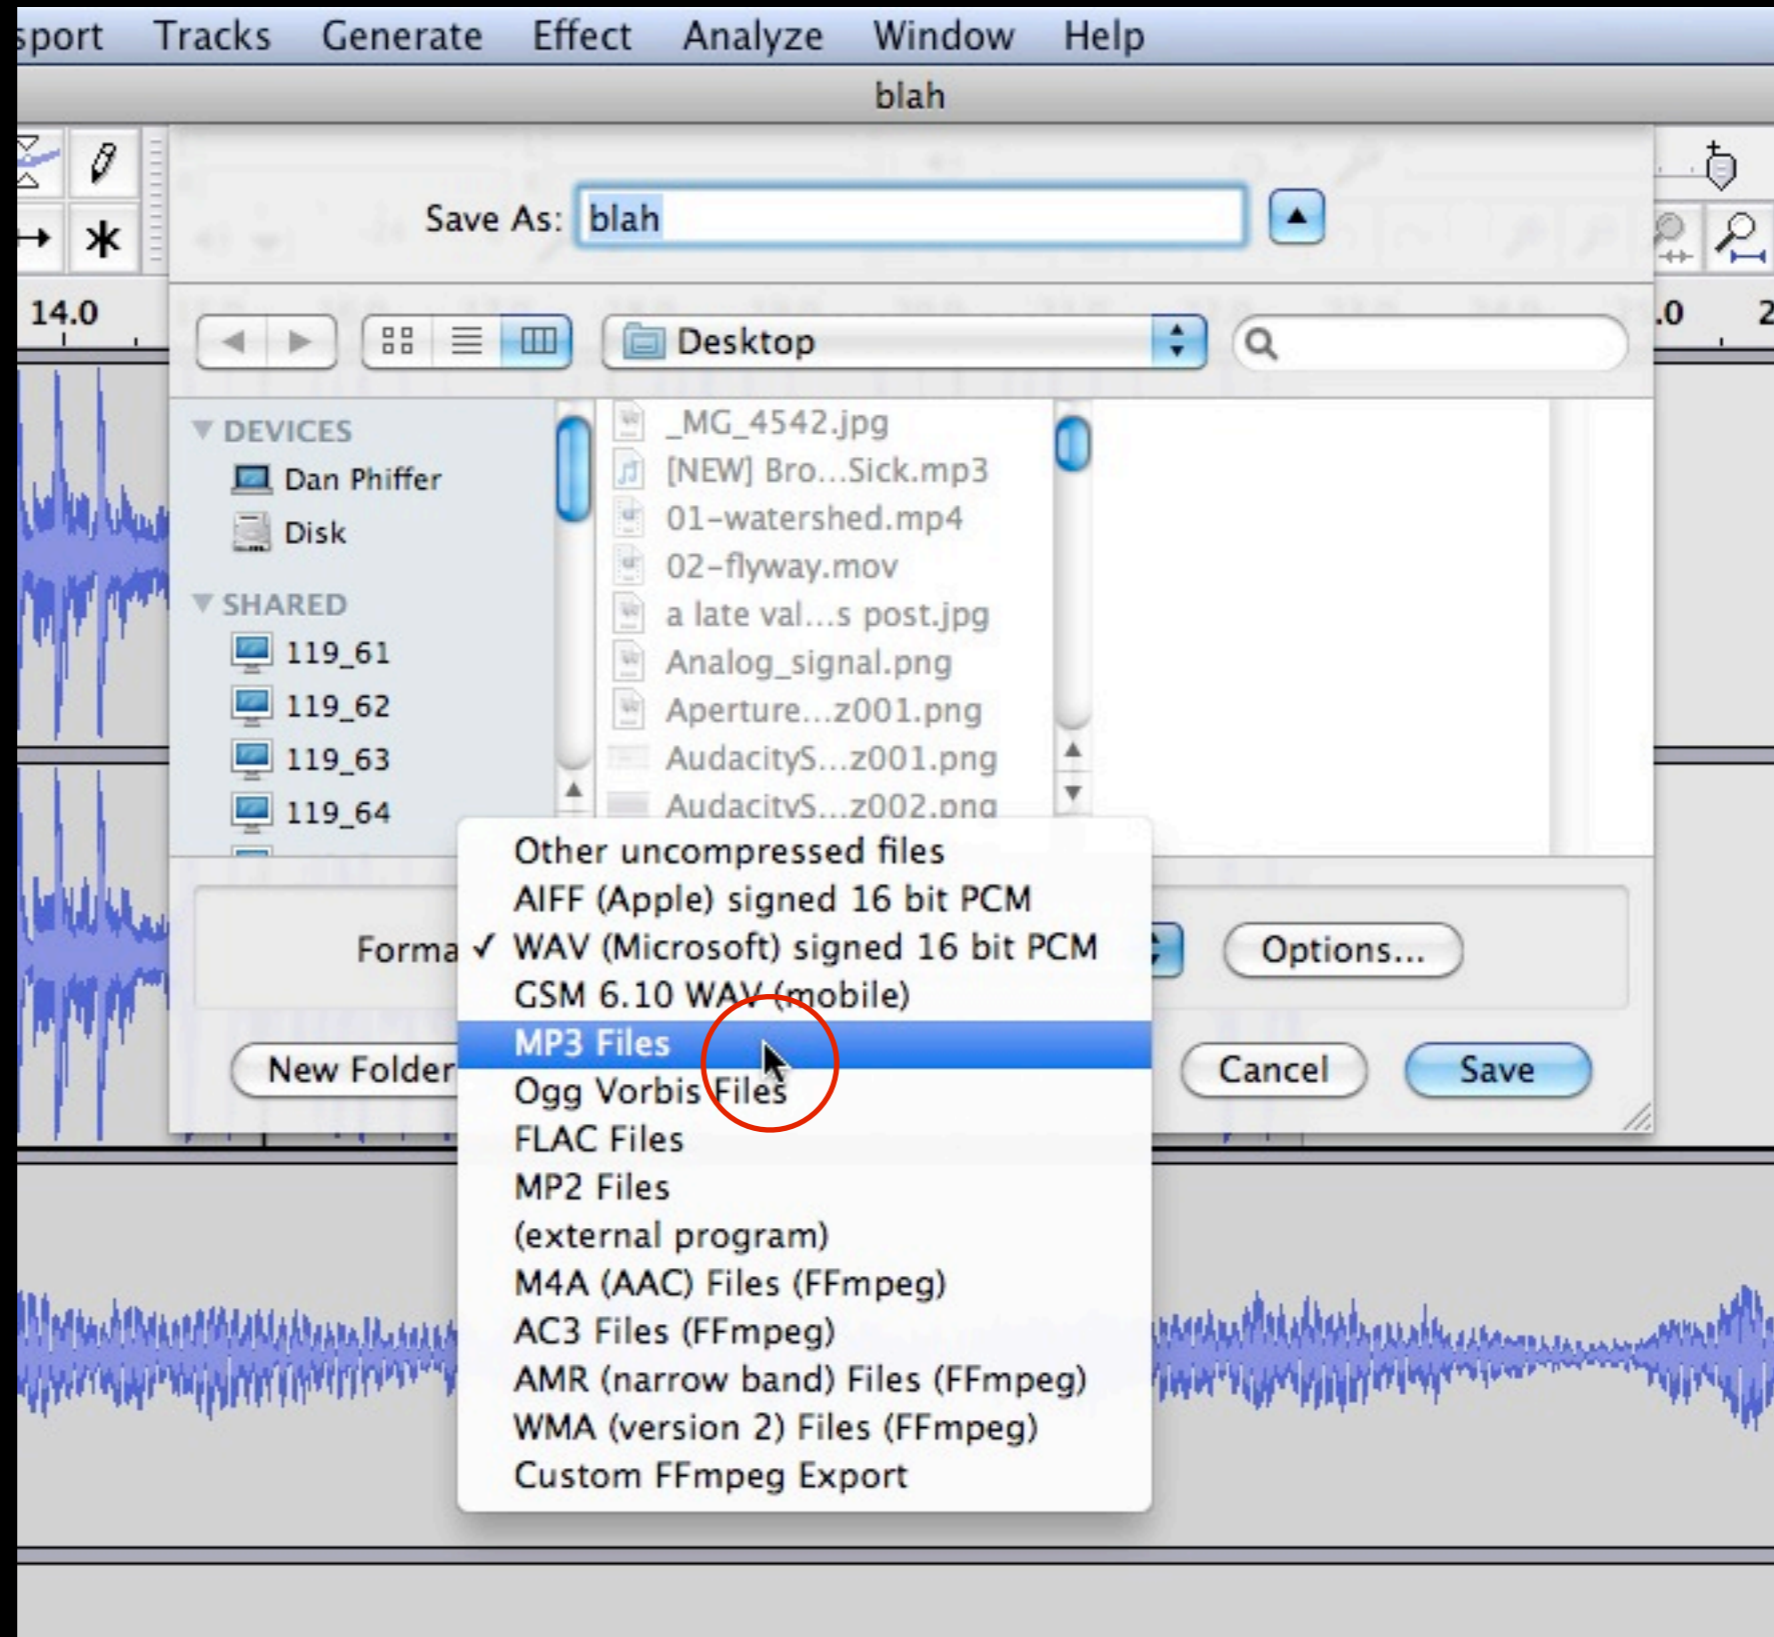 sport Tracks Generate Effect Analyze Window Help
blah
Save As: blah
14.0 .0 2
Desktop
DEVICES
Dan Phiffer
Disk
SHARED
119_61
119_62
119_63
119_64
_MG_4542.jpg
[NEW] Bro...Sick.mp3
01-watershed.mp4
02-flyway.mov
a late val...s post.jpg
Analog_signal.png
Aperture...z001.png
AudacityS...z001.png
AudacityS...z002.png
Forma
Other uncompressed files
AIFF (Apple) signed 16 bit PCM
✓ WAV (Microsoft) signed 16 bit PCM
GSM 6.10 WAV (mobile)
MP3 Files
Ogg Vorbis Files
FLAC Files
MP2 Files
(external program)
M4A (AAC) Files (FFmpeg)
AC3 Files (FFmpeg)
AMR (narrow band) Files (FFmpeg)
WMA (version 2) Files (FFmpeg)
Custom FFmpeg Export
Options...
New Folder
Cancel
Save